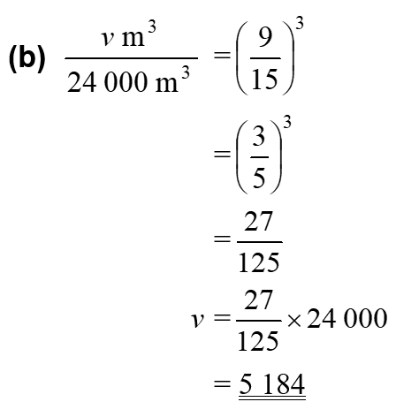 (b) v m³ / 24 000 m³ = (9/15)³
= (3/5)³
= 27/125
v = 27/125 × 24 000
= 5 184